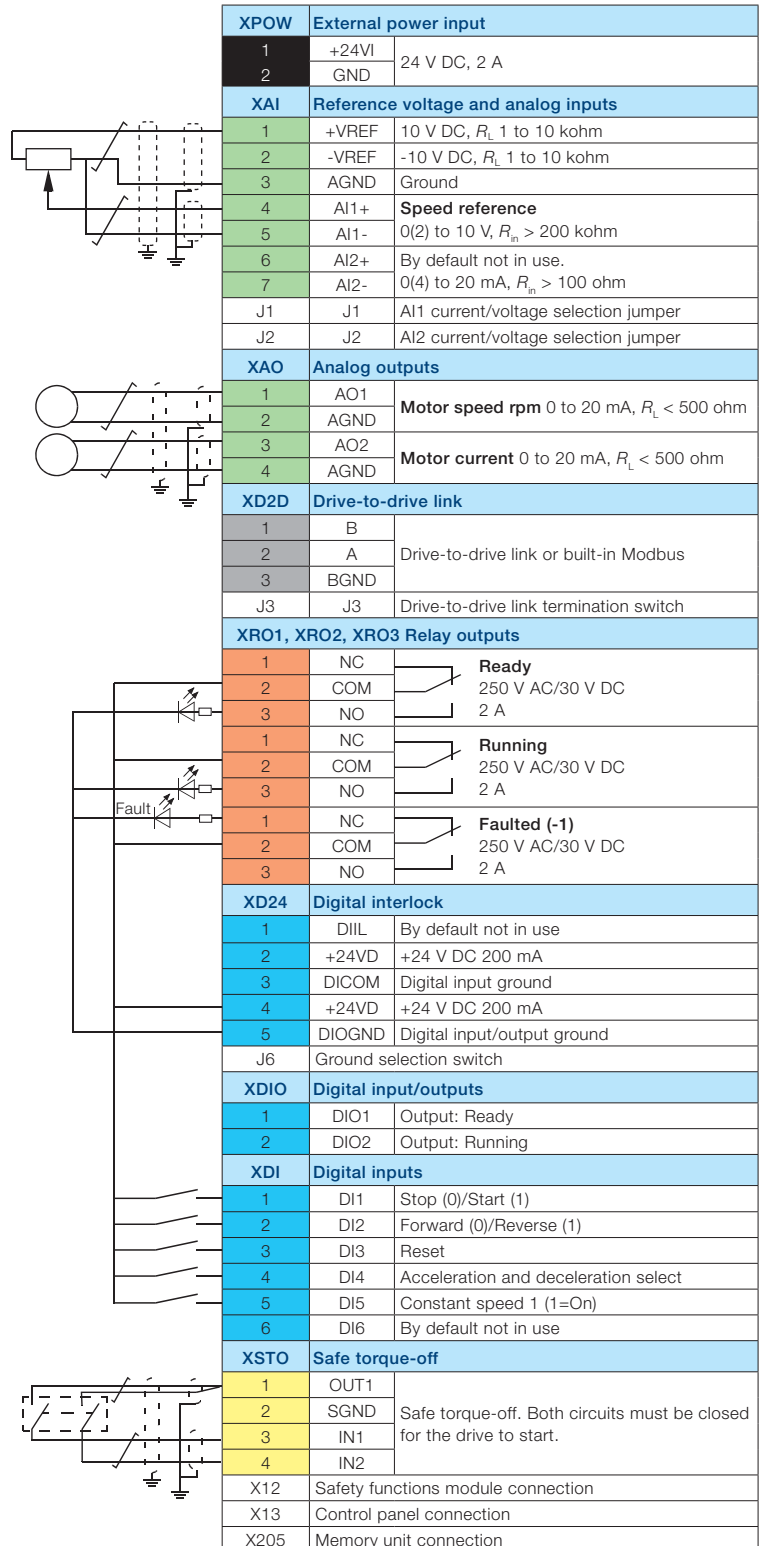 XPOW External power input
1 +24VI 24 V DC, 2 A
2 GND
XAI Reference voltage and analog inputs
1 +VREF 10 V DC, RL 1 to 10 kohm
2 -VREF -10 V DC, RL 1 to 10 kohm
3 AGND Ground
4 AI1+ Speed reference
5 AI1- 0(2) to 10 V, Rin > 200 kohm
6 AI2+ By default not in use.
7 AI2- 0(4) to 20 mA, Rin > 100 ohm
J1 J1 AI1 current/voltage selection jumper
J2 J2 AI2 current/voltage selection jumper
XAO Analog outputs
1 AO1 Motor speed rpm 0 to 20 mA, RL < 500 ohm
2 AGND
3 AO2 Motor current 0 to 20 mA, RL < 500 ohm
4 AGND
XD2D Drive-to-drive link
1 B
2 A Drive-to-drive link or built-in Modbus
3 BGND
J3 J3 Drive-to-drive link termination switch
XRO1, XRO2, XRO3 Relay outputs
1 NC Ready
2 COM 250 V AC/30 V DC
3 NO 2 A
1 NC Running
2 COM 250 V AC/30 V DC
3 NO 2 A
Fault
1 NC Faulted (-1)
2 COM 250 V AC/30 V DC
3 NO 2 A
XD24 Digital interlock
1 DIIL By default not in use
2 +24VD +24 V DC 200 mA
3 DICOM Digital input ground
4 +24VD +24 V DC 200 mA
5 DIOGND Digital input/output ground
J6 Ground selection switch
XDIO Digital input/outputs
1 DIO1 Output: Ready
2 DIO2 Output: Running
XDI Digital inputs
1 DI1 Stop (0)/Start (1)
2 DI2 Forward (0)/Reverse (1)
3 DI3 Reset
4 DI4 Acceleration and deceleration select
5 DI5 Constant speed 1 (1=On)
6 DI6 By default not in use
XSTO Safe torque-off
1 OUT1
2 SGND Safe torque-off. Both circuits must be closed
3 IN1 for the drive to start.
4 IN2
X12 Safety functions module connection
X13 Control panel connection
X205 Memory unit connection